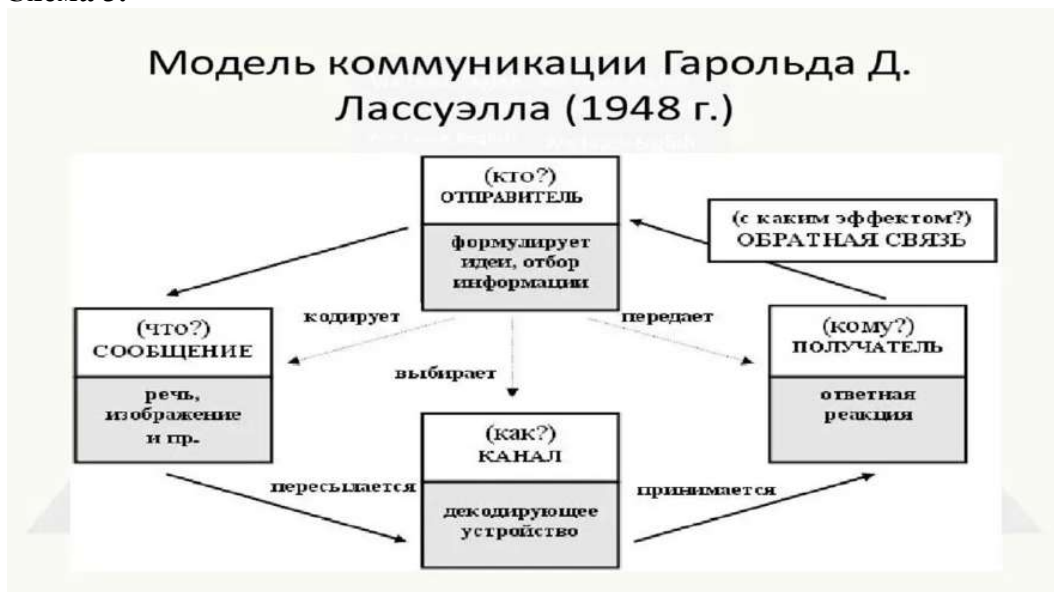 Модель коммуникации Гарольда Д.
Лассуэлла (1948 г.)
(кто?)
ОТПРАВИТЕЛЬ
формулирует
идеи, отбор
информации
(с каким эффектом?)
ОБРАТНАЯ СВЯЗЬ
кодирует
передает
выбирает
(что?)
СООБЩЕНИЕ
речь,
изображение
и пр.
(кому?)
ПОЛУЧАТЕЛЬ
ответная
реакция
(как?)
КАНАЛ
декодирующее
устройство
пересылается
принимается